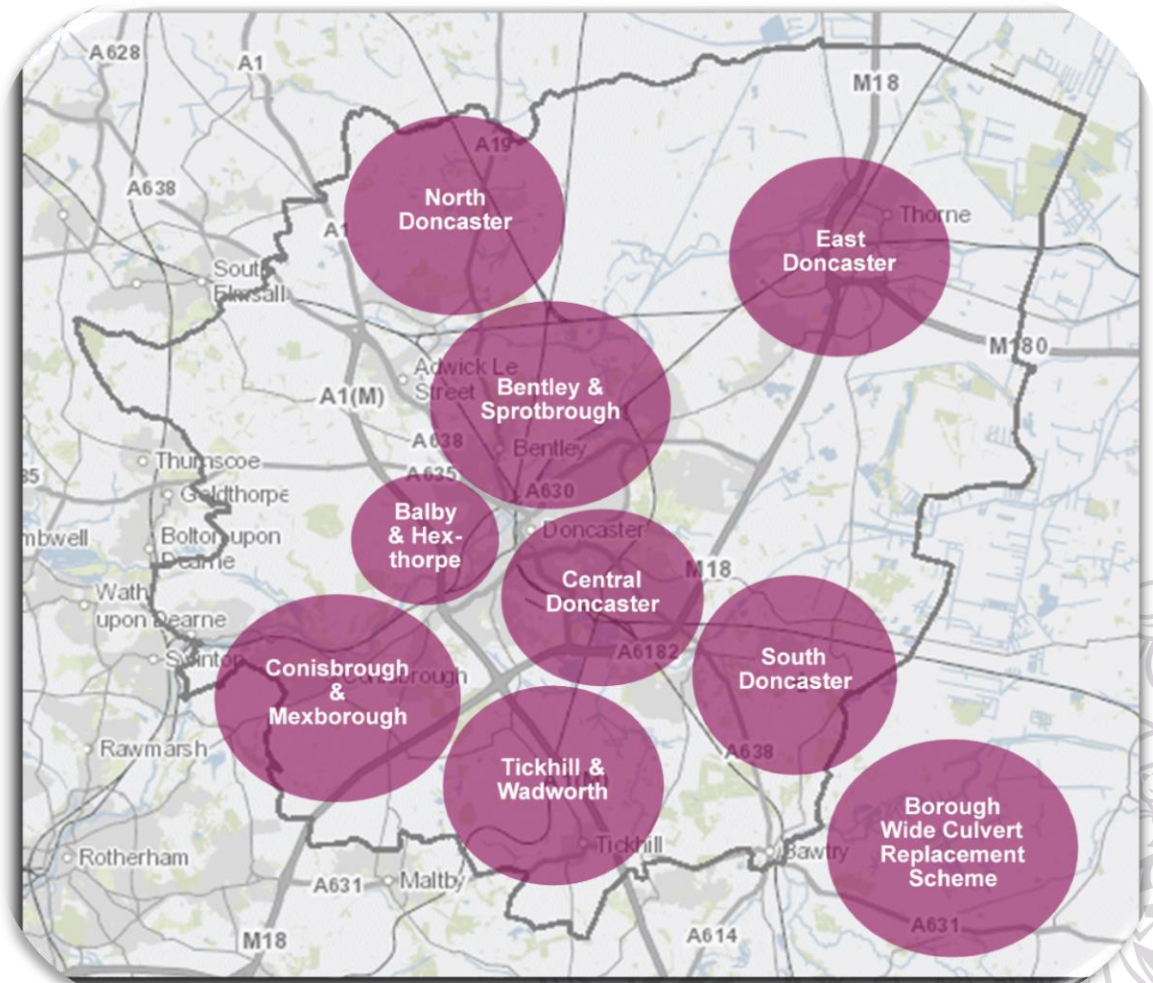 A628
A1
M18
A19
A638
North
Doncaster
Thorne
A1
East
Doncaster
South
Elmsall
M180
Adwick Le
Street
Bentley &
Sprotbrough
A1(M)
A638
Bentley
Thurnscoe
A635
Goldthorpe
A630
Balby
& Hex-
thorpe
Doncaster
Bolton upon
Dearne
Central
Doncaster
M18
Wath
upon Dearne
A6182
Swinton
Conisbrough
&
Mexborough
Conisbrough
South
Doncaster
Rawmarsh
A638
Tickhill &
Wadworth
Borough
Wide Culvert
Replacement
Scheme
Tickhill
Bawtry
Rotherham
A631
Maltby
A631
M18
A614